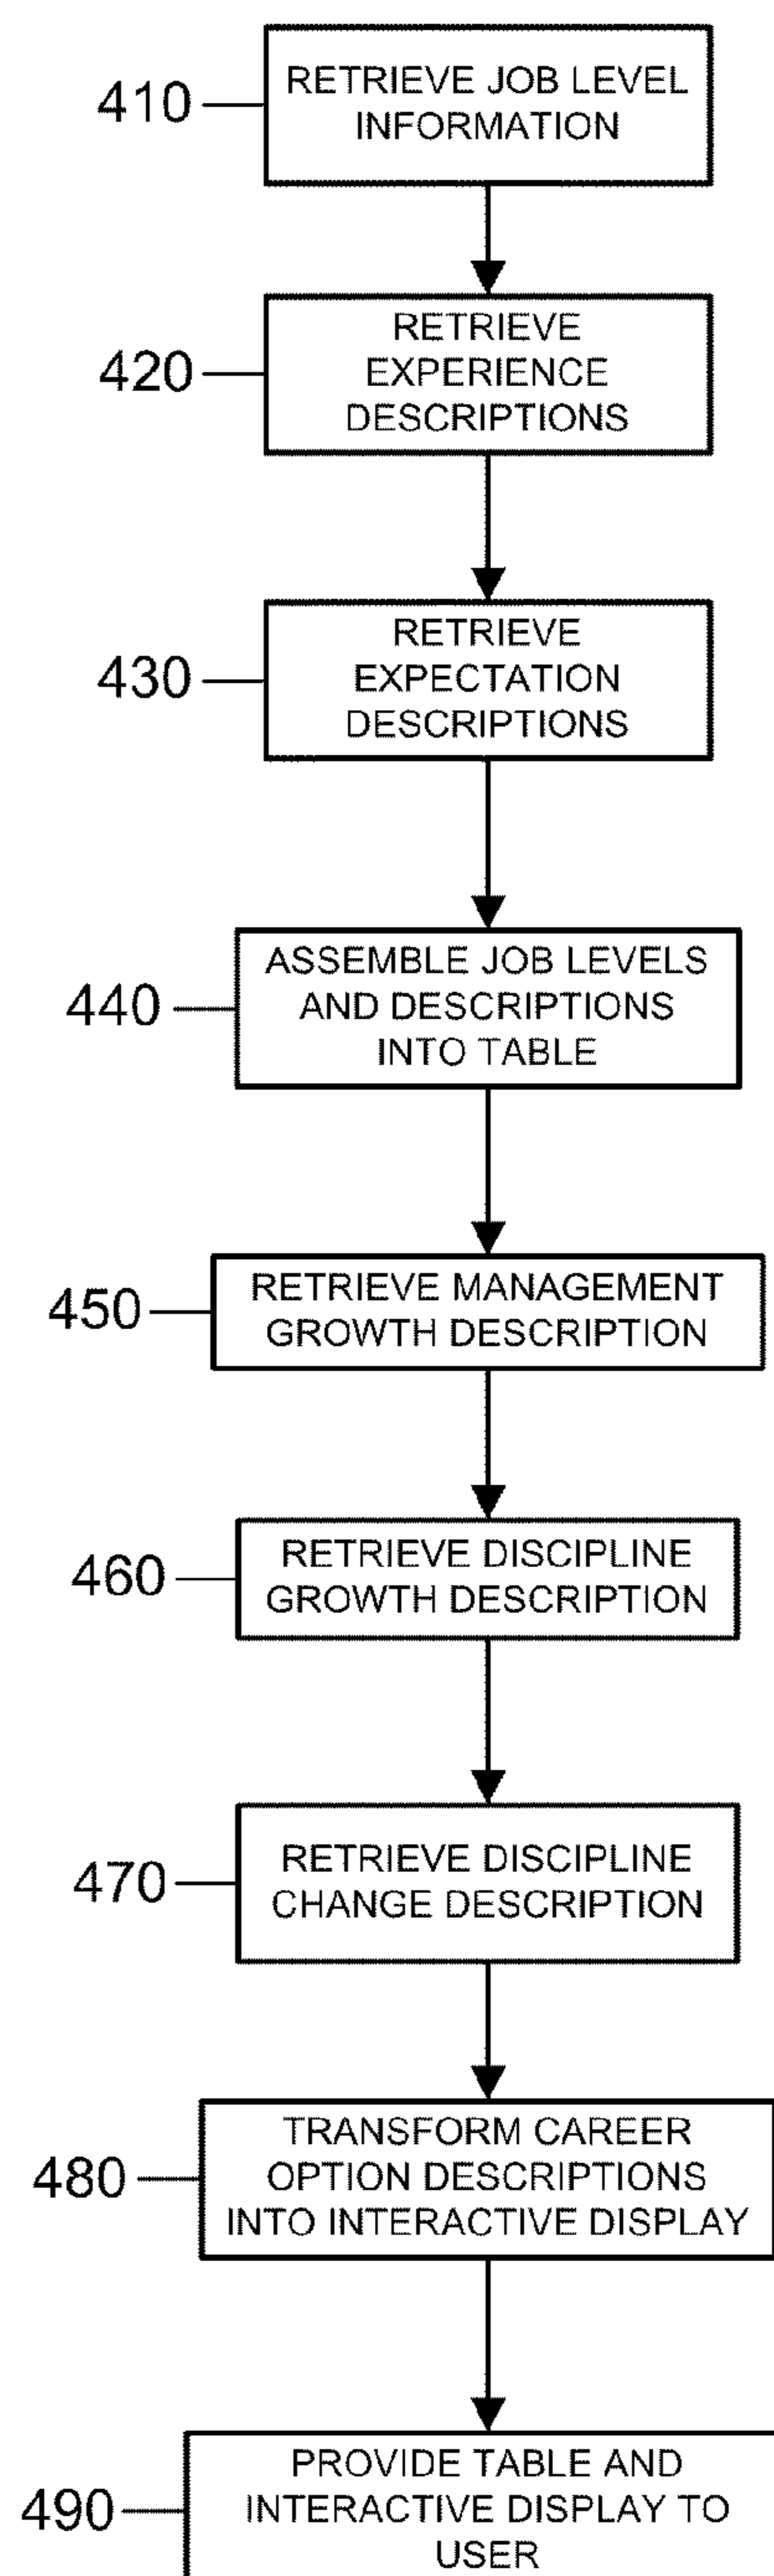 410
RETRIEVE JOB LEVEL
INFORMATION
420
RETRIEVE
EXPERIENCE
DESCRIPTIONS
430
RETRIEVE
EXPECTATION
DESCRIPTIONS
440
ASSEMBLE JOB LEVELS
AND DESCRIPTIONS
INTO TABLE
450
RETRIEVE MANAGEMENT
GROWTH DESCRIPTION
460
RETRIEVE DISCIPLINE
GROWTH DESCRIPTION
470
RETRIEVE DISCIPLINE
CHANGE DESCRIPTION
480
TRANSFORM CAREER
OPTION DESCRIPTIONS
INTO INTERACTIVE DISPLAY
490
PROVIDE TABLE AND
INTERACTIVE DISPLAY TO
USER